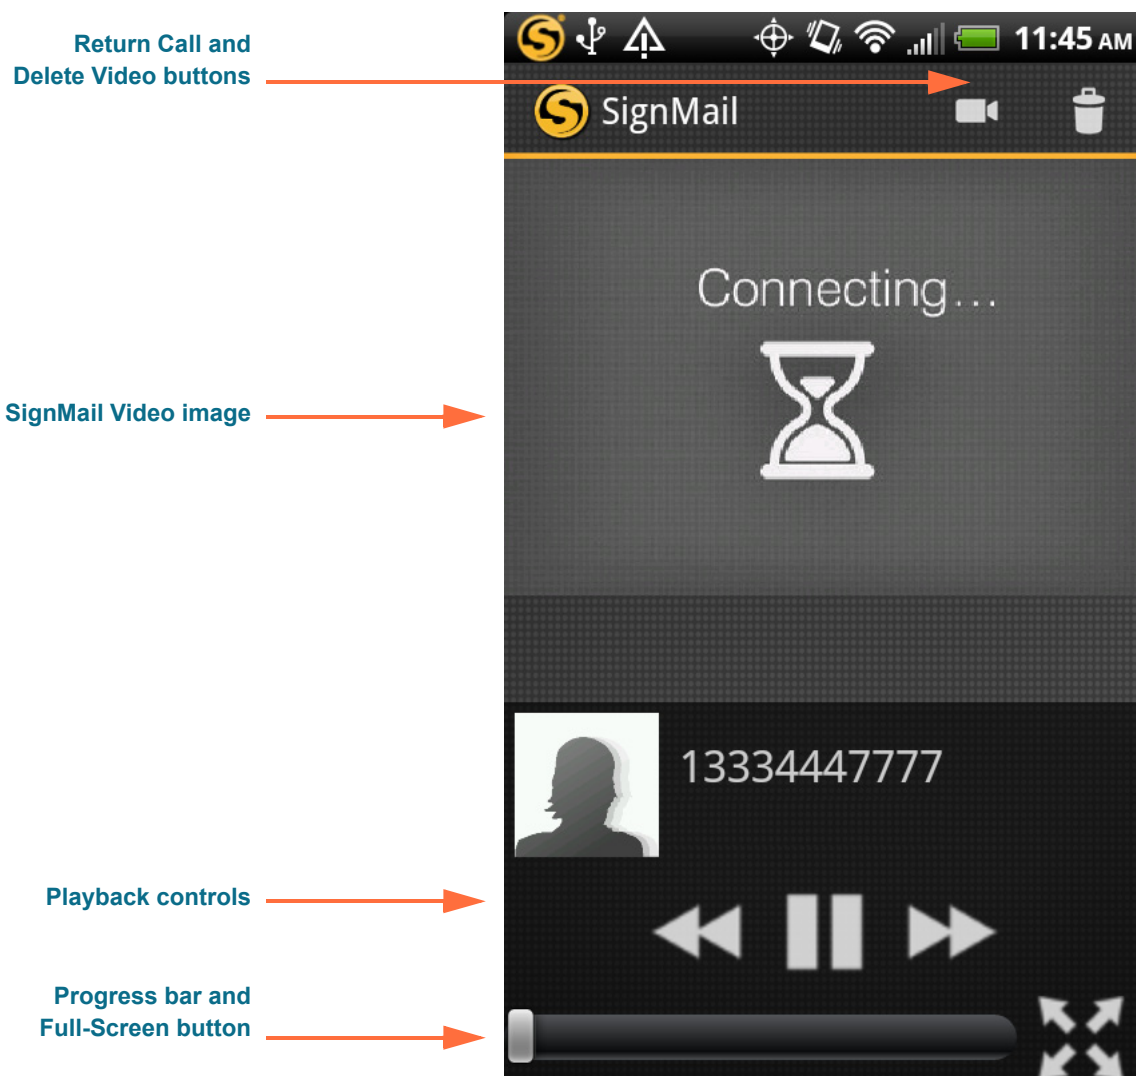 11:45 AM
Return Call and
Delete Video buttons
SignMail
Connecting...
SignMail Video image
13334447777
Playback controls
Progress bar and
Full-Screen button